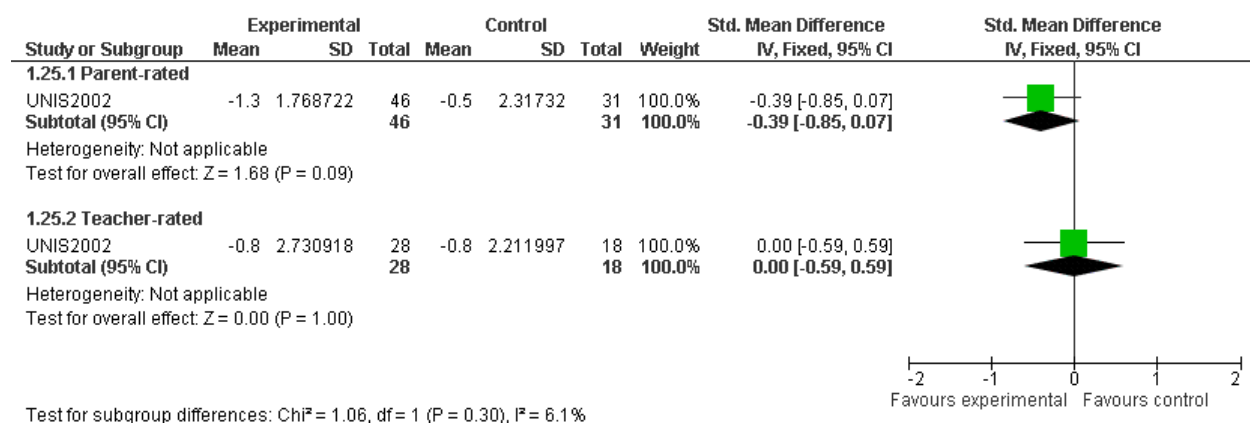 Experimental Control Std. Mean Difference Std. Mean Difference
Study or Subgroup Mean SD Total Mean SD Total Weight IV, Fixed, 95% CI IV, Fixed, 95% CI
1.25.1 Parent-rated
UNIS2002 -1.3 1.768722 46 -0.5 2.31732 31 100.0% -0.39 [-0.85, 0.07]
Subtotal (95% CI) 46 31 100.0% -0.39 [-0.85, 0.07]
Heterogeneity: Not applicable
Test for overall effect: Z = 1.68 (P = 0.09)
1.25.2 Teacher-rated
UNIS2002 -0.8 2.730918 28 -0.8 2.211997 18 100.0% 0.00 [-0.59, 0.59]
Subtotal (95% CI) 28 18 100.0% 0.00 [-0.59, 0.59]
Heterogeneity: Not applicable
Test for overall effect: Z = 0.00 (P = 1.00)
-2 -1 0 1 2
Favours experimental Favours control
Test for subgroup differences: Chi² = 1.06, df = 1 (P = 0.30), I² = 6.1%